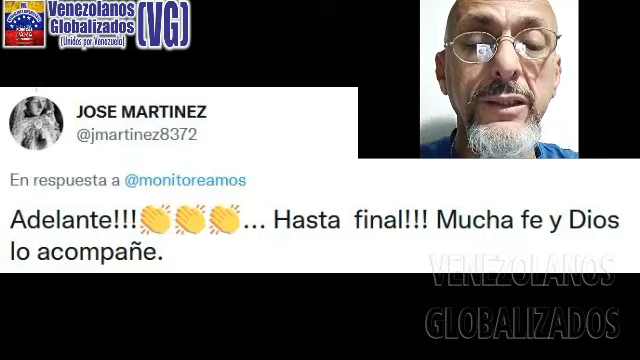 Venezolanos
Globalizados
(Unidos por Venezuela)
(VG)
JOSE MARTINEZ
@jmartinez8372
En respuesta a @monitoreamos
Adelante!!!👏👏👏... Hasta final!!! Mucha fe y Dios
lo acompañe.
VENEZOLANOS
GLOBALIZADOS